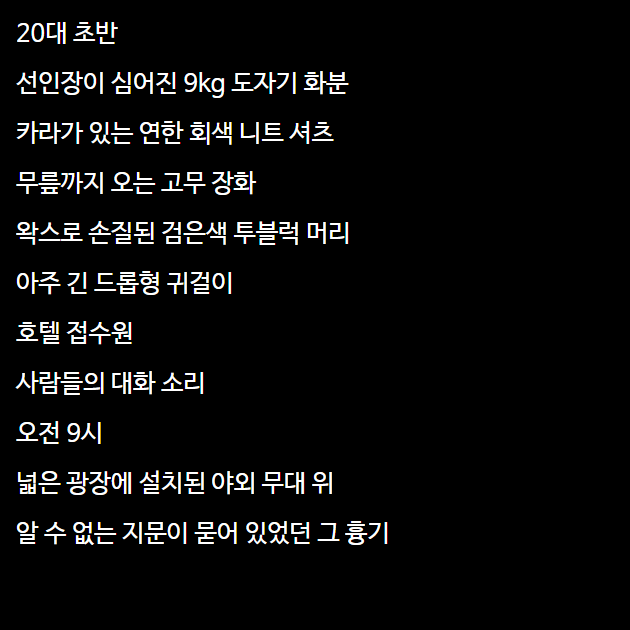 20대 초반
선인장이 심어진 9kg 도자기 화분
카라가 있는 연한 회색 니트 셔츠
무릎까지 오는 고무 장화
왁스로 손질된 검은색 투블럭 머리
아주 긴 드롭형 귀걸이
호텔 접수원
사람들의 대화 소리
오전 9시
넓은 광장에 설치된 야외 무대 위
알 수 없는 지문이 묻어 있었던 그 흉기